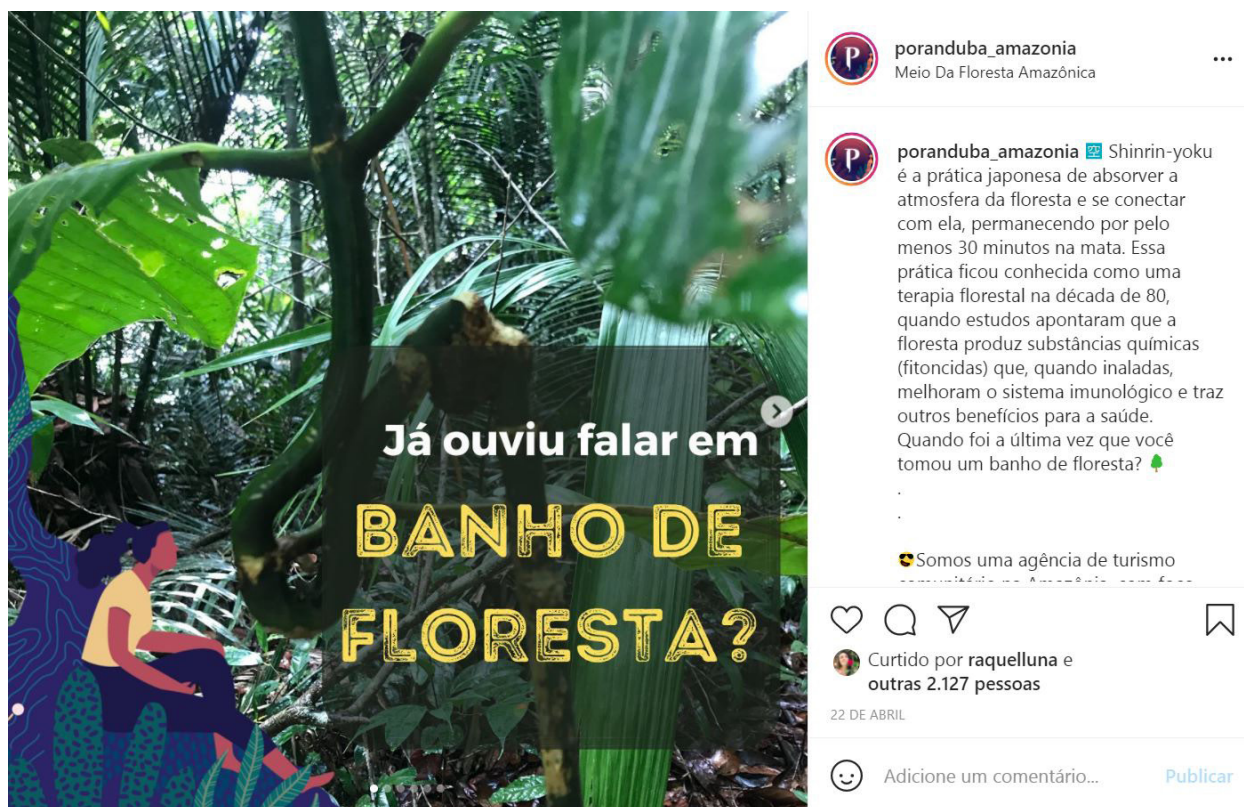 Já ouviu falar em
BANHO DE
FLORESTA?
P
poranduba_amazonia
Meio Da Floresta Amazônica
P
poranduba_amazonia 🈳 Shinrin-yoku
é a prática japonesa de absorver a
atmosfera da floresta e se conectar
com ela, permanecendo por pelo
menos 30 minutos na mata. Essa
prática ficou conhecida como uma
terapia florestal na década de 80,
quando estudos apontaram que a
floresta produz substâncias químicas
(fitoncidas) que, quando inaladas,
melhoram o sistema imunológico e traz
outros benefícios para a saúde.
Quando foi a última vez que você
tomou um banho de floresta? 🌳
.
.
😎Somos uma agência de turismo
Curtido por raquelluna e
outras 2.127 pessoas
22 DE ABRIL
Adicione um comentário...
Publicar